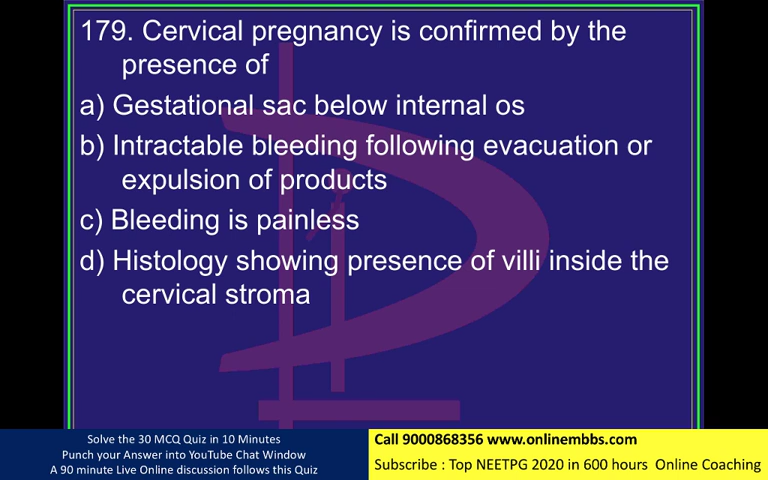 179. Cervical pregnancy is confirmed by the
presence of
a) Gestational sac below internal os
b) Intractable bleeding following evacuation or
expulsion of products
c) Bleeding is painless
d) Histology showing presence of villi inside the
cervical stroma
Solve the 30 MCQ Quiz in 10 Minutes
Punch your Answer into YouTube Chat Window
A 90 minute Live Online discussion follows this Quiz
Call 9000868356 www.onlinembbs.com
Subscribe : Top NEETPG 2020 in 600 hours Online Coaching